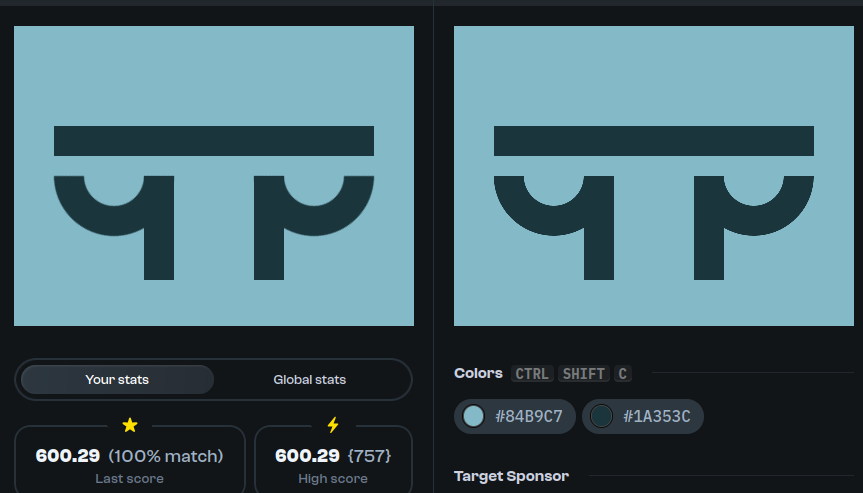 Your stats
Global stats
600.29 (100% match)
Last score
600.29 {757}
High score
Colors CTRL SHIFT C
#84B9C7
#1A353C
Target Sponsor